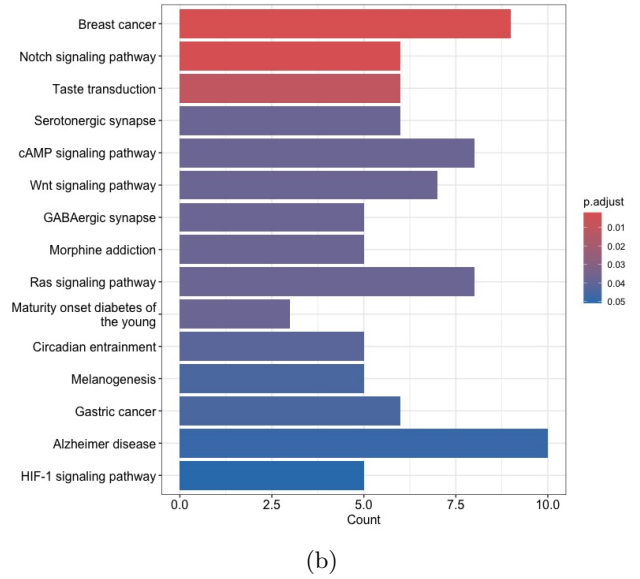 Breast cancer
Notch signaling pathway
Taste transduction
Serotonergic synapse
cAMP signaling pathway
Wnt signaling pathway
GABAergic synapse
Morphine addiction
Ras signaling pathway
Maturity onset diabetes of
the young
Circadian entrainment
Melanogenesis
Gastric cancer
Alzheimer disease
HIF-1 signaling pathway
0.0 2.5 5.0 7.5 10.0
Count
p.adjust
0.01
0.02
0.03
0.04
0.05
(b)